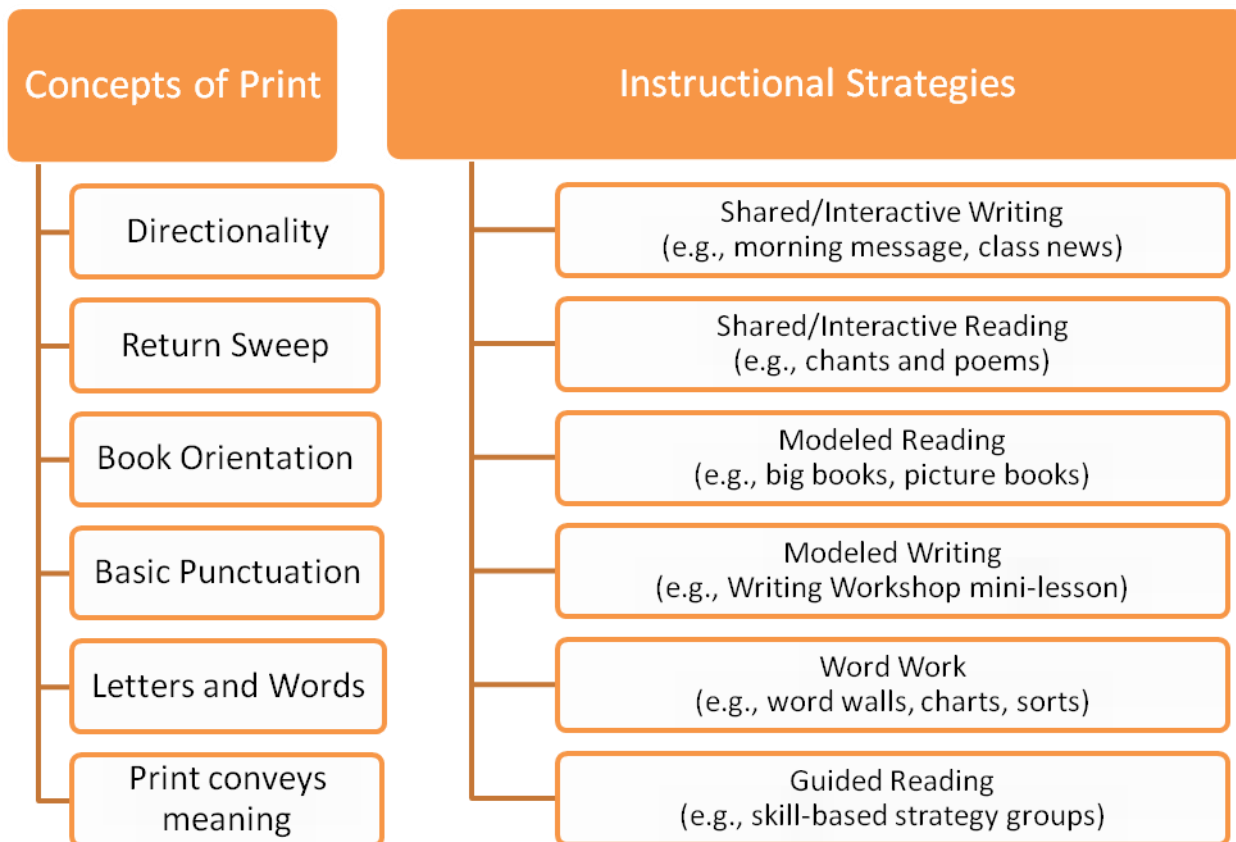 Concepts of Print
Directionality
Return Sweep
Book Orientation
Basic Punctuation
Letters and Words
Print conveys
meaning
Instructional Strategies
Shared/Interactive Writing
(e.g., morning message, class news)
Shared/Interactive Reading
(e.g., chants and poems)
Modeled Reading
(e.g., big books, picture books)
Modeled Writing
(e.g., Writing Workshop mini-lesson)
Word Work
(e.g., word walls, charts, sorts)
Guided Reading
(e.g., skill-based strategy groups)